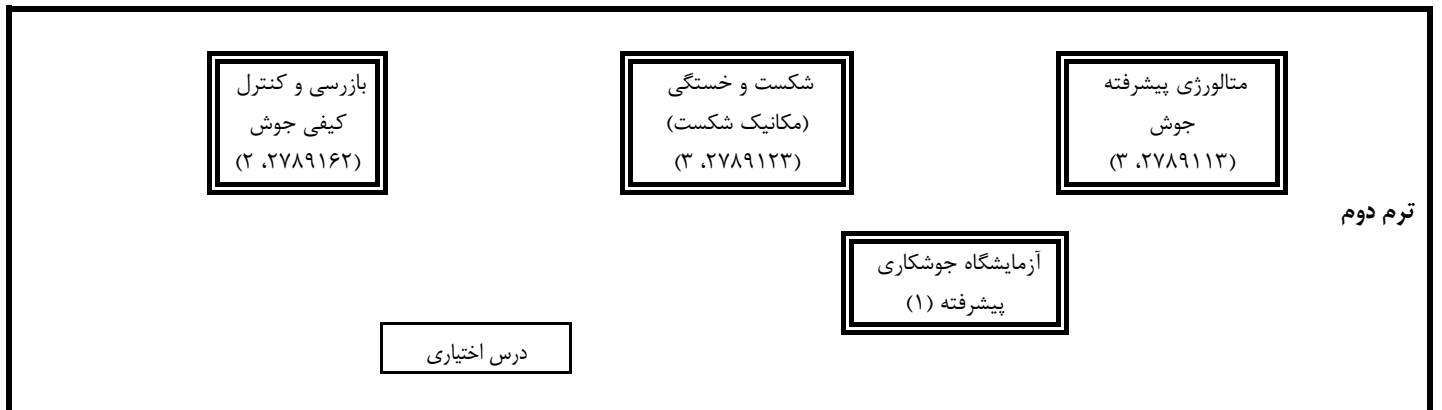 متالورژی پیشرفته
جوش
(۲۷۸۹۱۱۳، ۳)
شکست و خستگی
(مکانیک شکست)
(۲۷۸۹۱۲۳، ۳)
بازرسی و کنترل
کیفی جوش
(۲۷۸۹۱۶۲، ۲)
ترم دوم
آزمایشگاه جوشکاری
پیشرفته (۱)
درس اختیاری